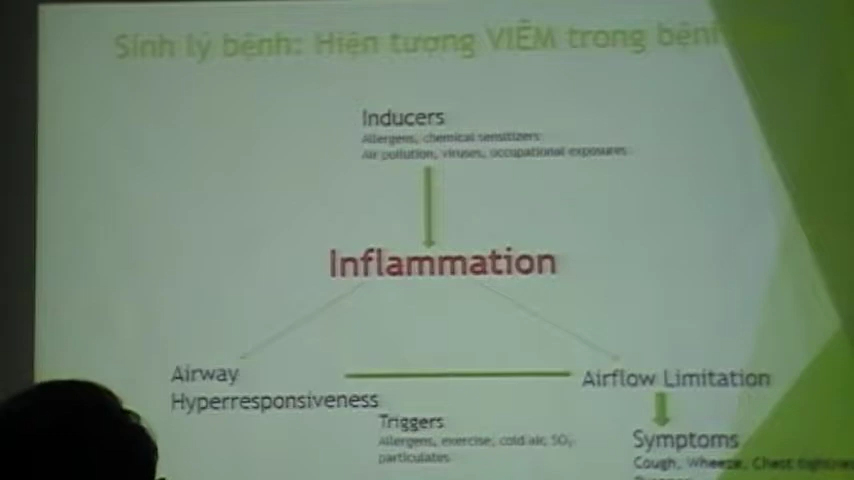 Sinh lý bệnh: Hiện tượng VIÊM trong bệnh
Inducers
Allergens, chemical sensitizers
Air pollution, viruses, occupational exposures
Inflammation
Airway
Hyperresponsiveness
Airflow Limitation
Triggers
Allergens, exercise, cold air, SO₂,
particulates
Symptoms
Cough, Wheeze, Chest tightness